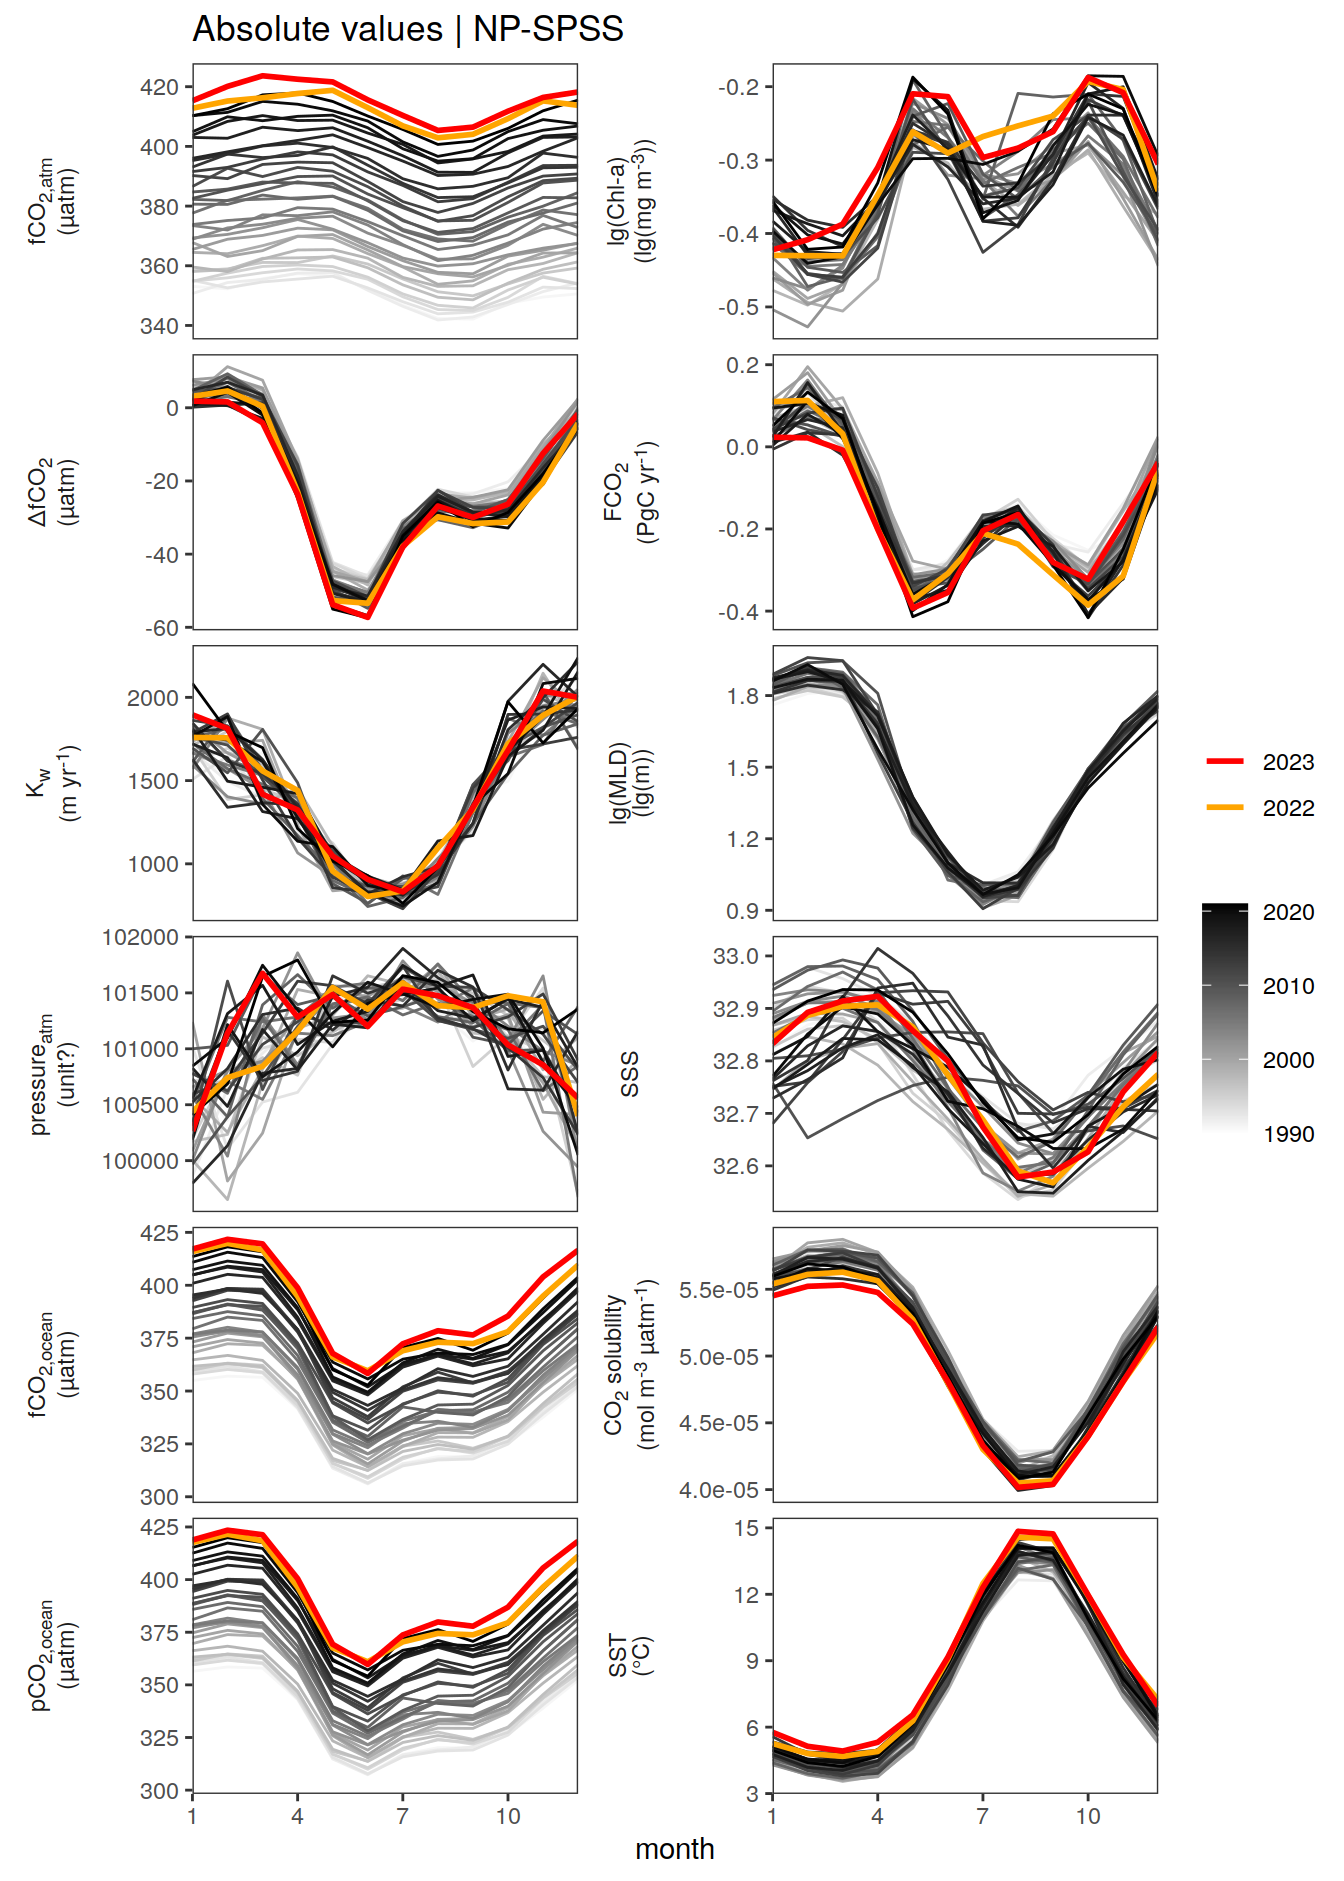 Absolute values | NP-SPSS
fCO2,atm
(µatm)
420
400
380
360
340
lg(Chl-a)
(lg(mg m-3))
-0.2
-0.3
-0.4
-0.5
ΔfCO2
(µatm)
0
-20
-40
-60
FCO2
(PgC yr-1)
0.2
0.0
-0.2
-0.4
Kw
(m yr-1)
2000
1500
1000
lg(MLD)
(lg(m))
1.8
1.5
1.2
0.9
pressureatm
(unit?)
102000
101500
101000
100500
100000
SSS
33.0
32.9
32.8
32.7
32.6
fCO2,ocean
(µatm)
425
400
375
350
325
300
CO2 solubility
(mol m-3 µatm-1)
5.5e-05
5.0e-05
4.5e-05
4.0e-05
pCO2,ocean
(µatm)
425
400
375
350
325
300
1
4
7
10
SST
(°C)
15
12
9
6
3
1
4
7
10
month
2023
2022
2020
2010
2000
1990